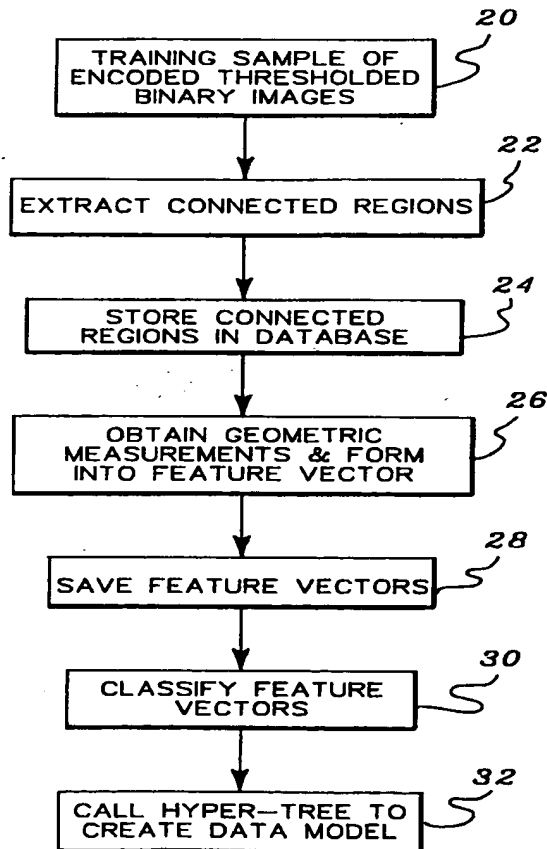 20
TRAINING SAMPLE OF
ENCODED THRESHOLDED
BINARY IMAGES
22
EXTRACT CONNECTED REGIONS
24
STORE CONNECTED
REGIONS IN DATABASE
26
OBTAIN GEOMETRIC
MEASUREMENTS & FORM
INTO FEATURE VECTOR
28
SAVE FEATURE VECTORS
30
CLASSIFY FEATURE
VECTORS
32
CALL HYPER-TREE TO
CREATE DATA MODEL